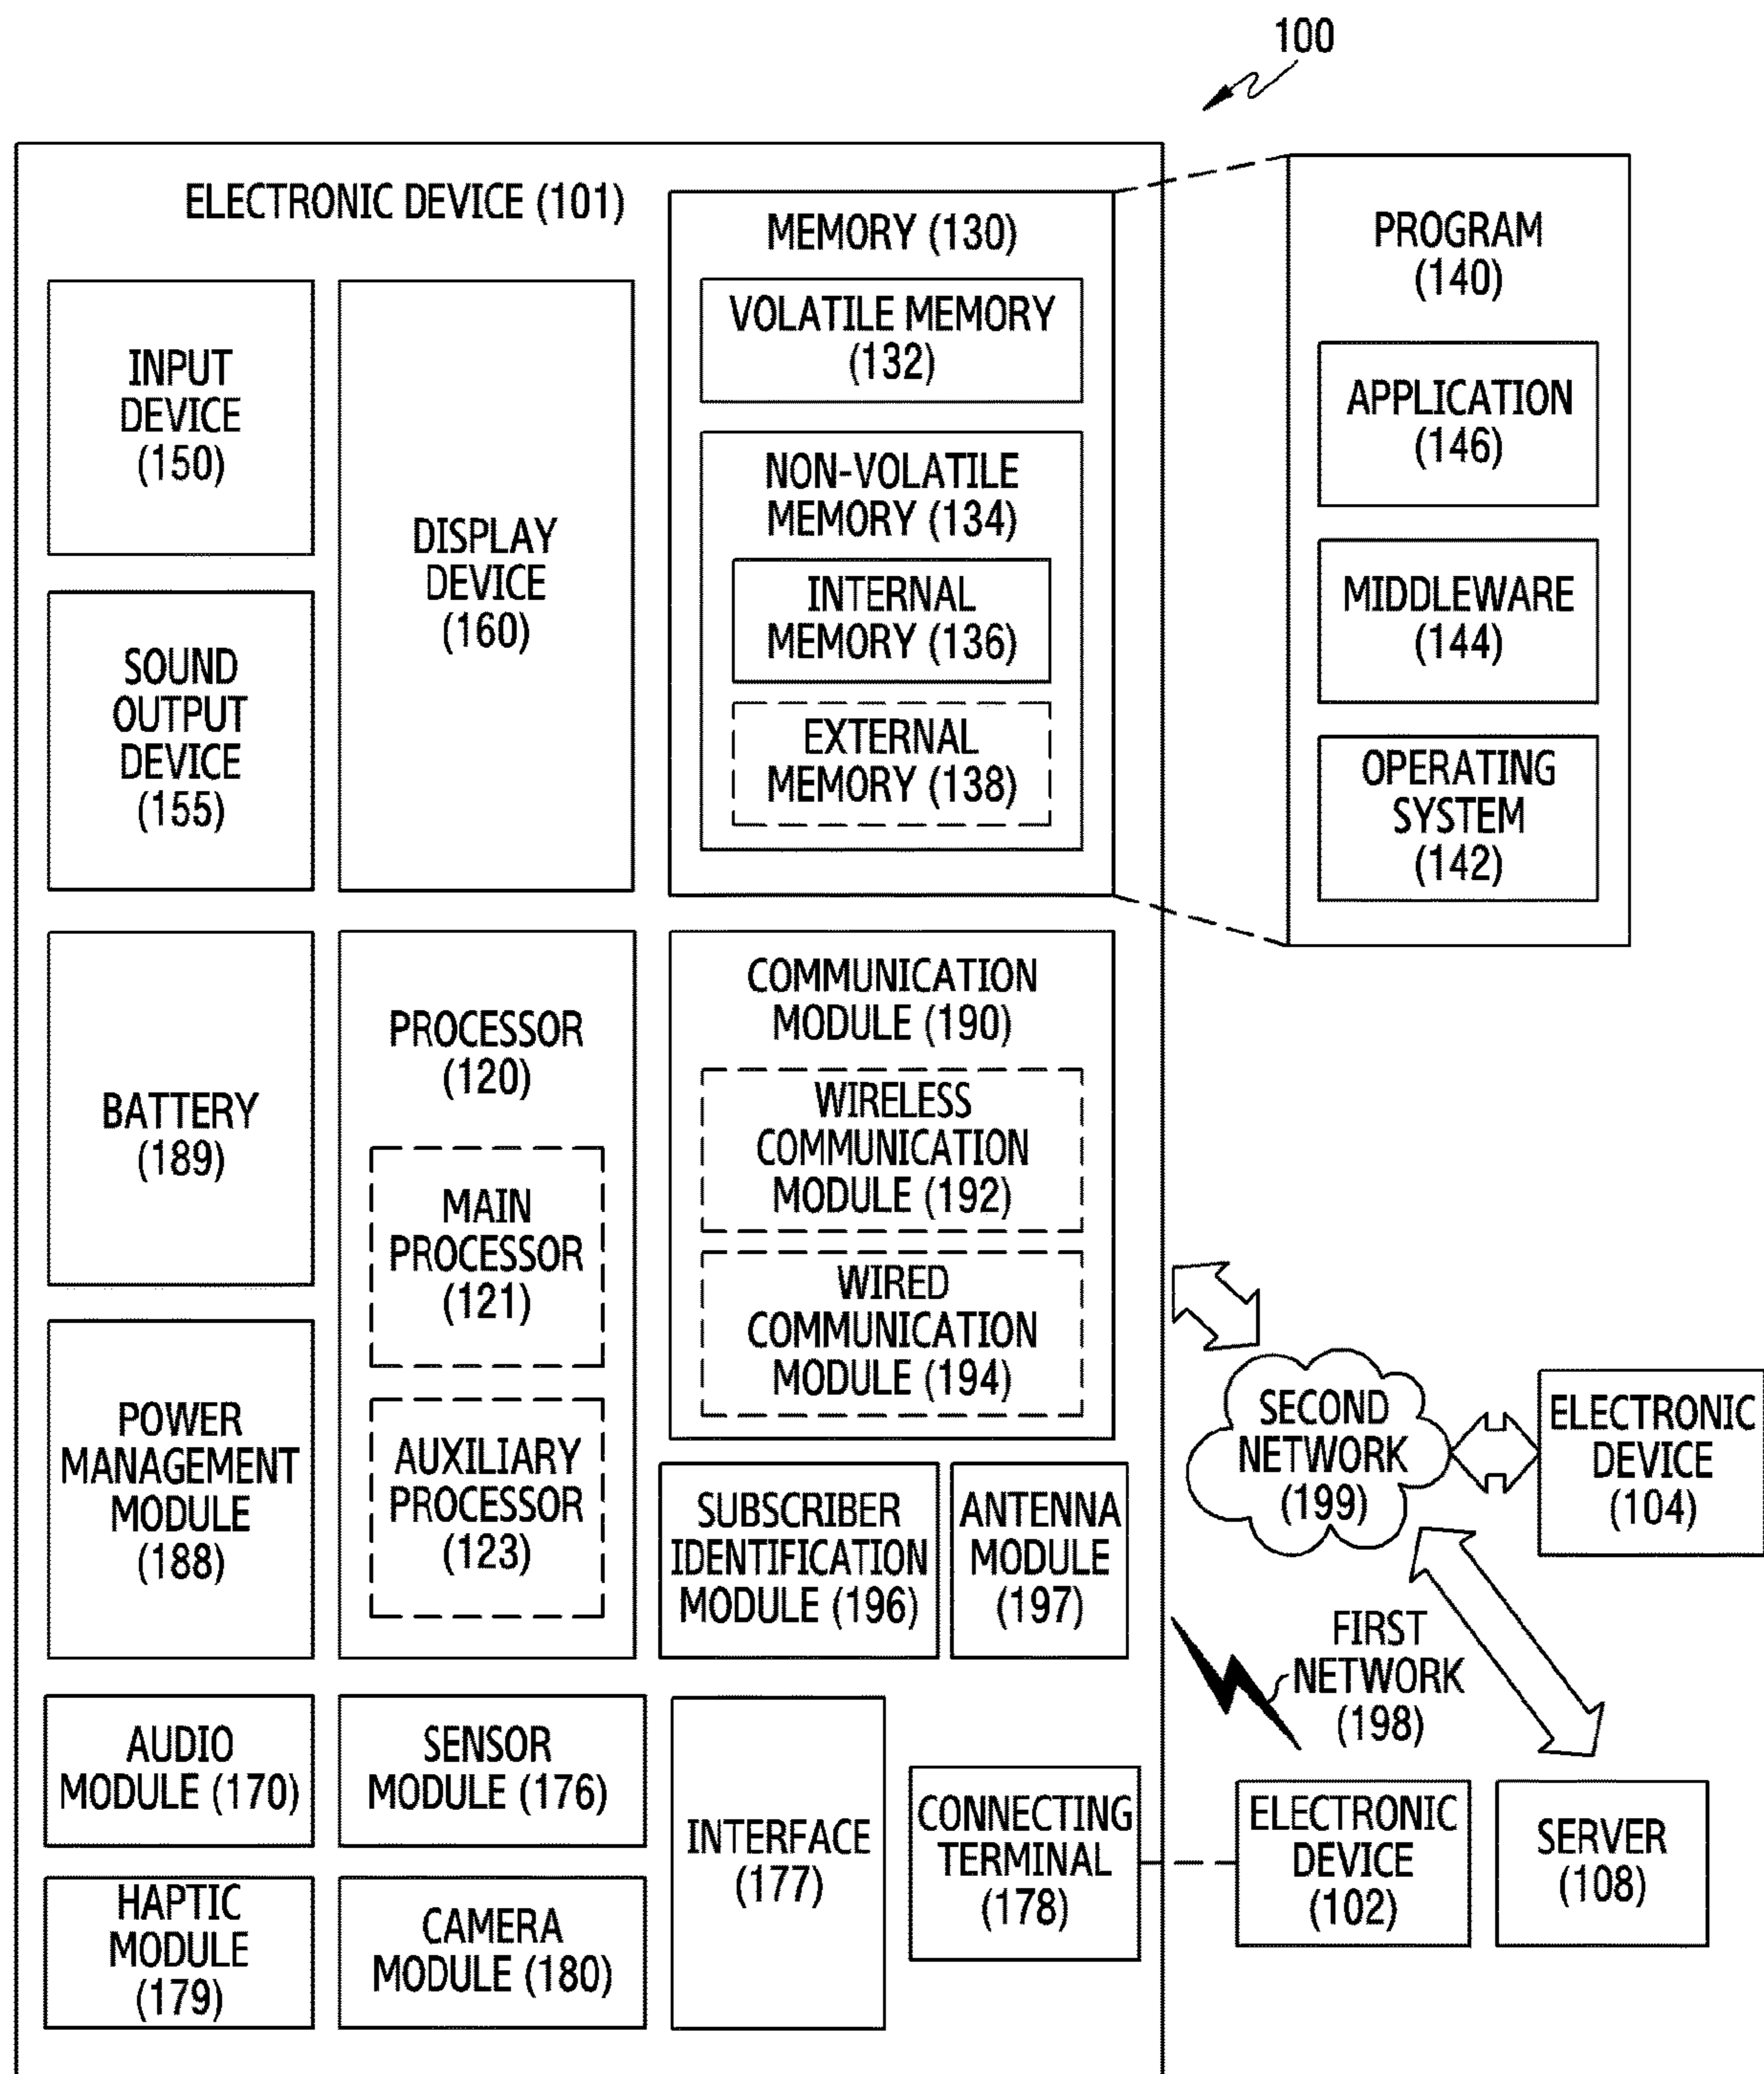 100
ELECTRONIC DEVICE (101)
INPUT
DEVICE
(150)
SOUND
OUTPUT
DEVICE
(155)
DISPLAY
DEVICE
(160)
MEMORY (130)
VOLATILE MEMORY
(132)
NON-VOLATILE
MEMORY (134)
INTERNAL
MEMORY (136)
EXTERNAL
MEMORY (138)
PROGRAM
(140)
APPLICATION
(146)
MIDDLEWARE
(144)
OPERATING
SYSTEM
(142)
BATTERY
(189)
POWER
MANAGEMENT
MODULE
(188)
PROCESSOR
(120)
MAIN
PROCESSOR
(121)
AUXILIARY
PROCESSOR
(123)
COMMUNICATION
MODULE (190)
WIRELESS
COMMUNICATION
MODULE (192)
WIRED
COMMUNICATION
MODULE (194)
SUBSCRIBER
IDENTIFICATION
MODULE (196)
ANTENNA
MODULE
(197)
SECOND
NETWORK
(199)
ELECTRONIC
DEVICE
(104)
FIRST
NETWORK
(198)
AUDIO
MODULE (170)
SENSOR
MODULE (176)
HAPTIC
MODULE
(179)
CAMERA
MODULE (180)
INTERFACE
(177)
CONNECTING
TERMINAL
(178)
ELECTRONIC
DEVICE
(102)
SERVER
(108)